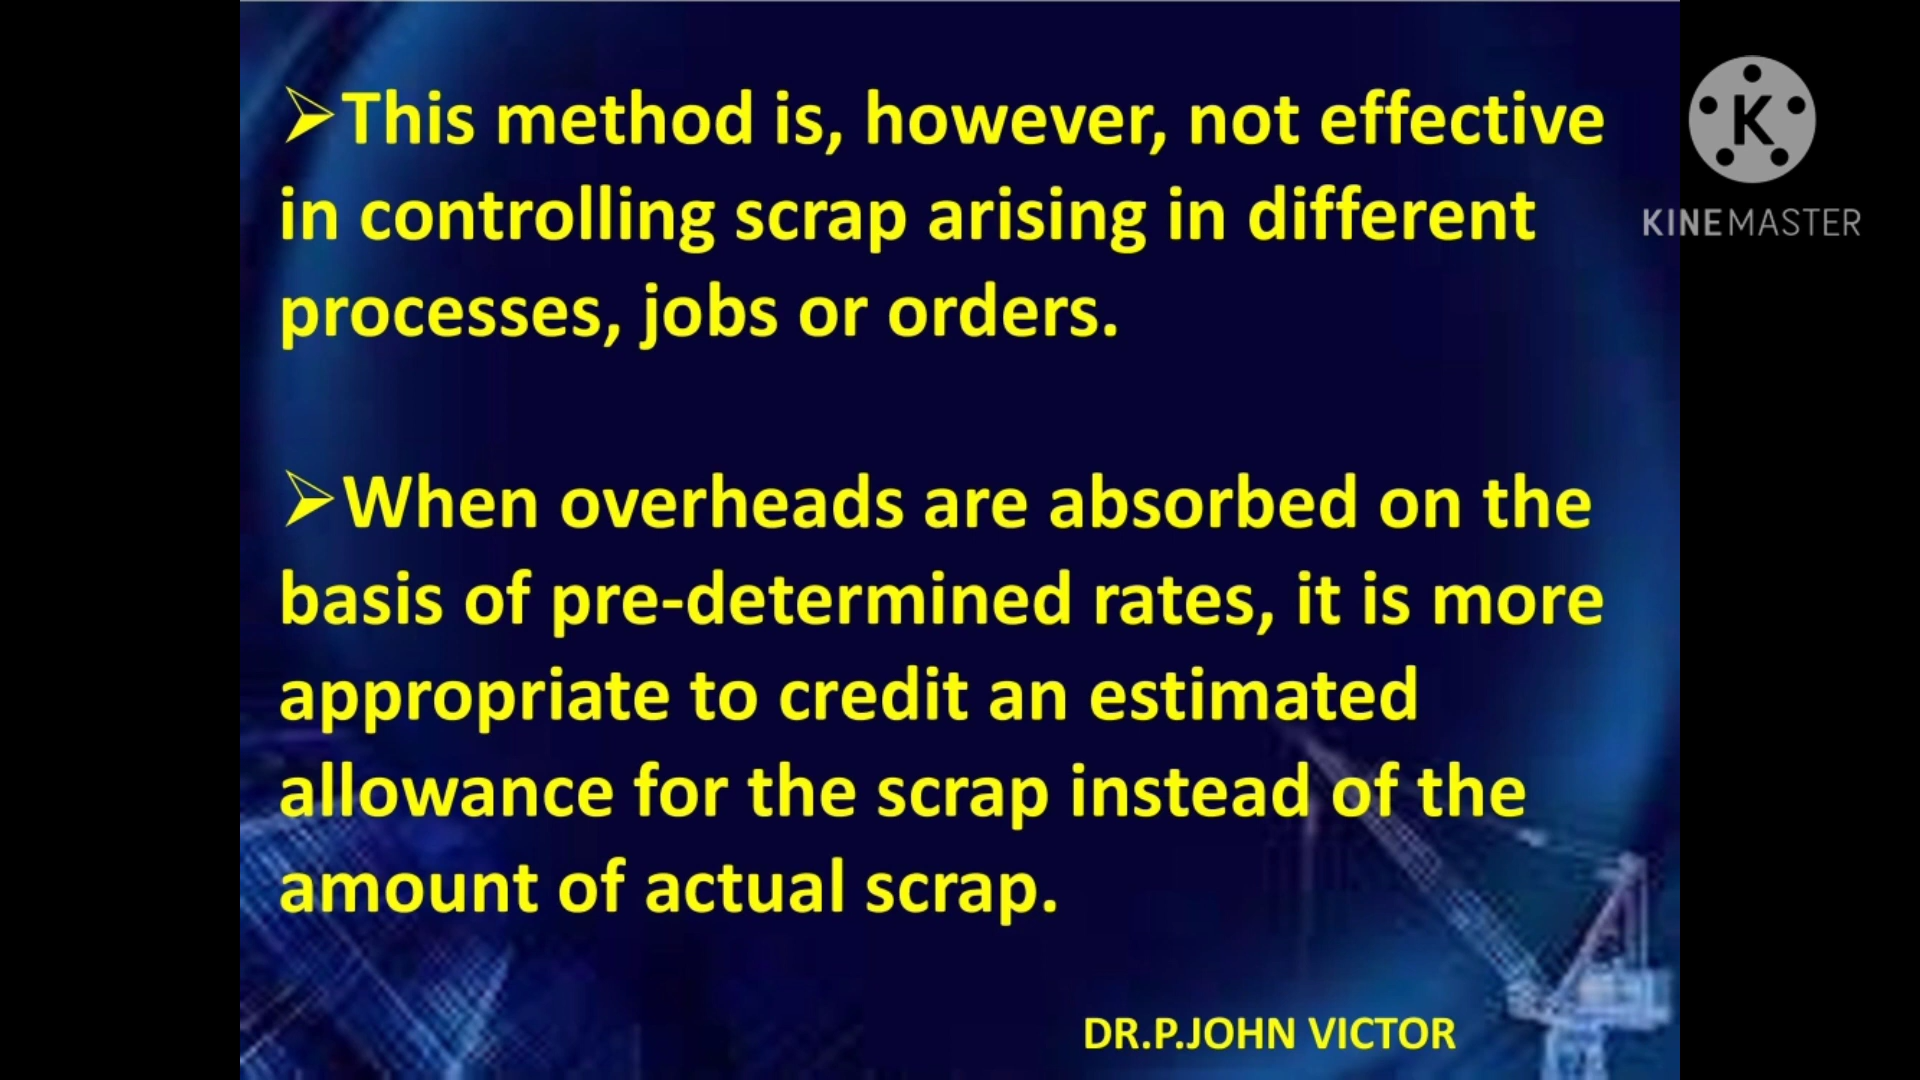 ➢This method is, however, not effective
in controlling scrap arising in different
processes, jobs or orders.
➢When overheads are absorbed on the
basis of pre-determined rates, it is more
appropriate to credit an estimated
allowance for the scrap instead of the
amount of actual scrap.
DR.P.JOHN VICTOR
K
KINEMASTER